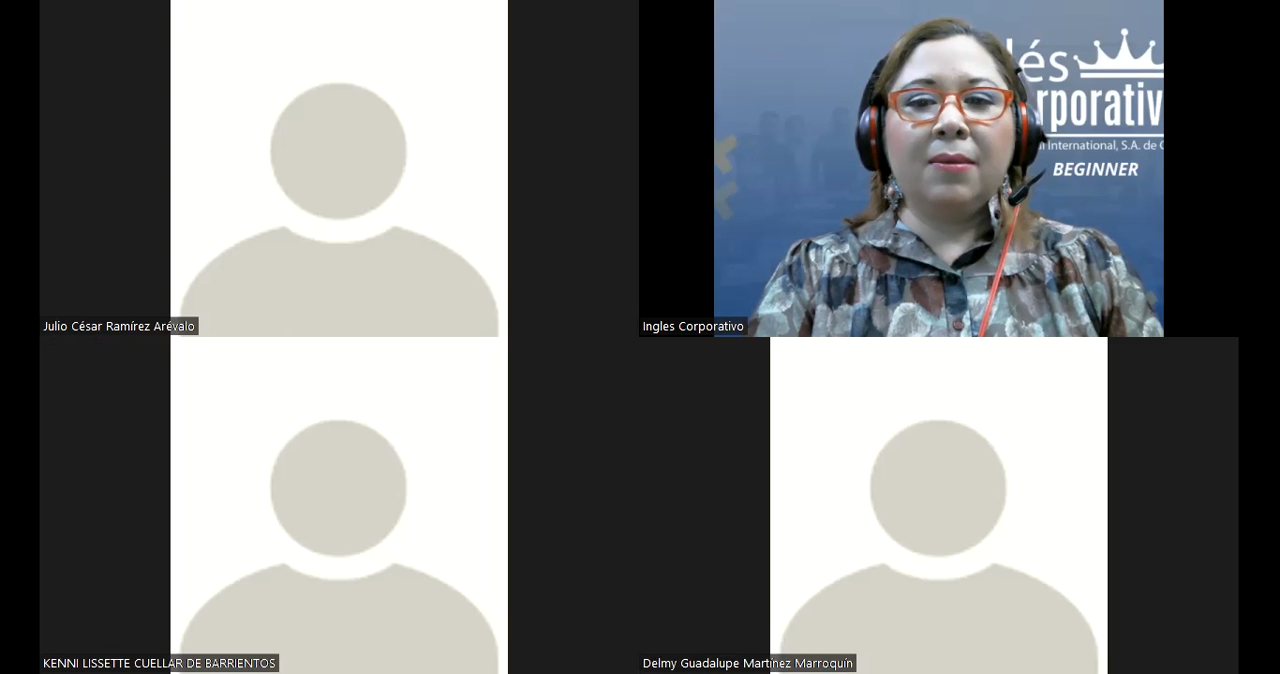 és
rporativ
l International, S.A. de C
BEGINNER
Julio César Ramírez Arévalo
Ingles Corporativo
KENNI LISSETTE CUELLAR DE BARRIENTOS
Delmy Guadalupe Martínez Marroquín